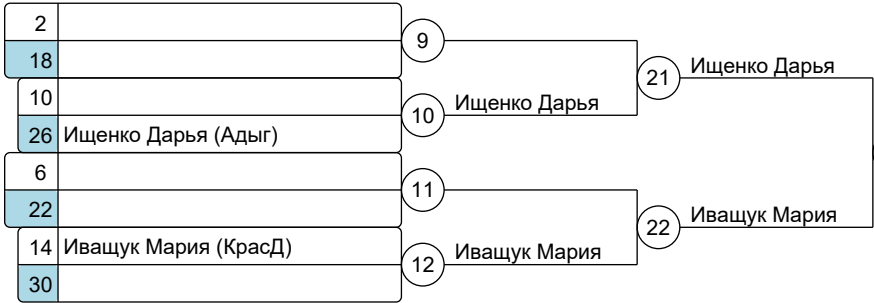 2
9
18
21 Ищенко Дарья
10
10 Ищенко Дарья
26 Ищенко Дарья (Адыг)
6
11
22
22 Иващук Мария
14 Иващук Мария (КрасД)
12 Иващук Мария
30